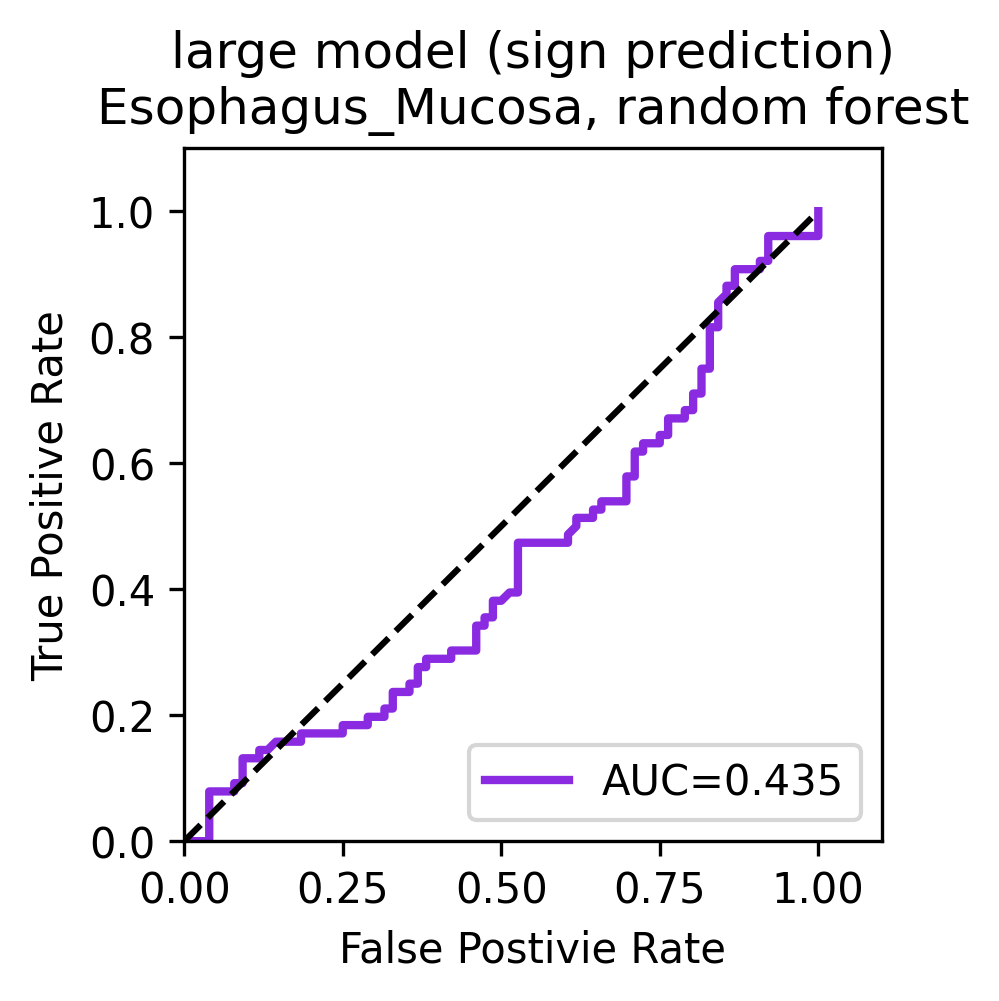 large model (sign prediction)
Esophagus_Mucosa, random forest
1.0
0.8
0.6
0.4
0.2
0.0
True Positive Rate
AUC=0.435
0.00 0.25 0.50 0.75 1.00
False Postivie Rate